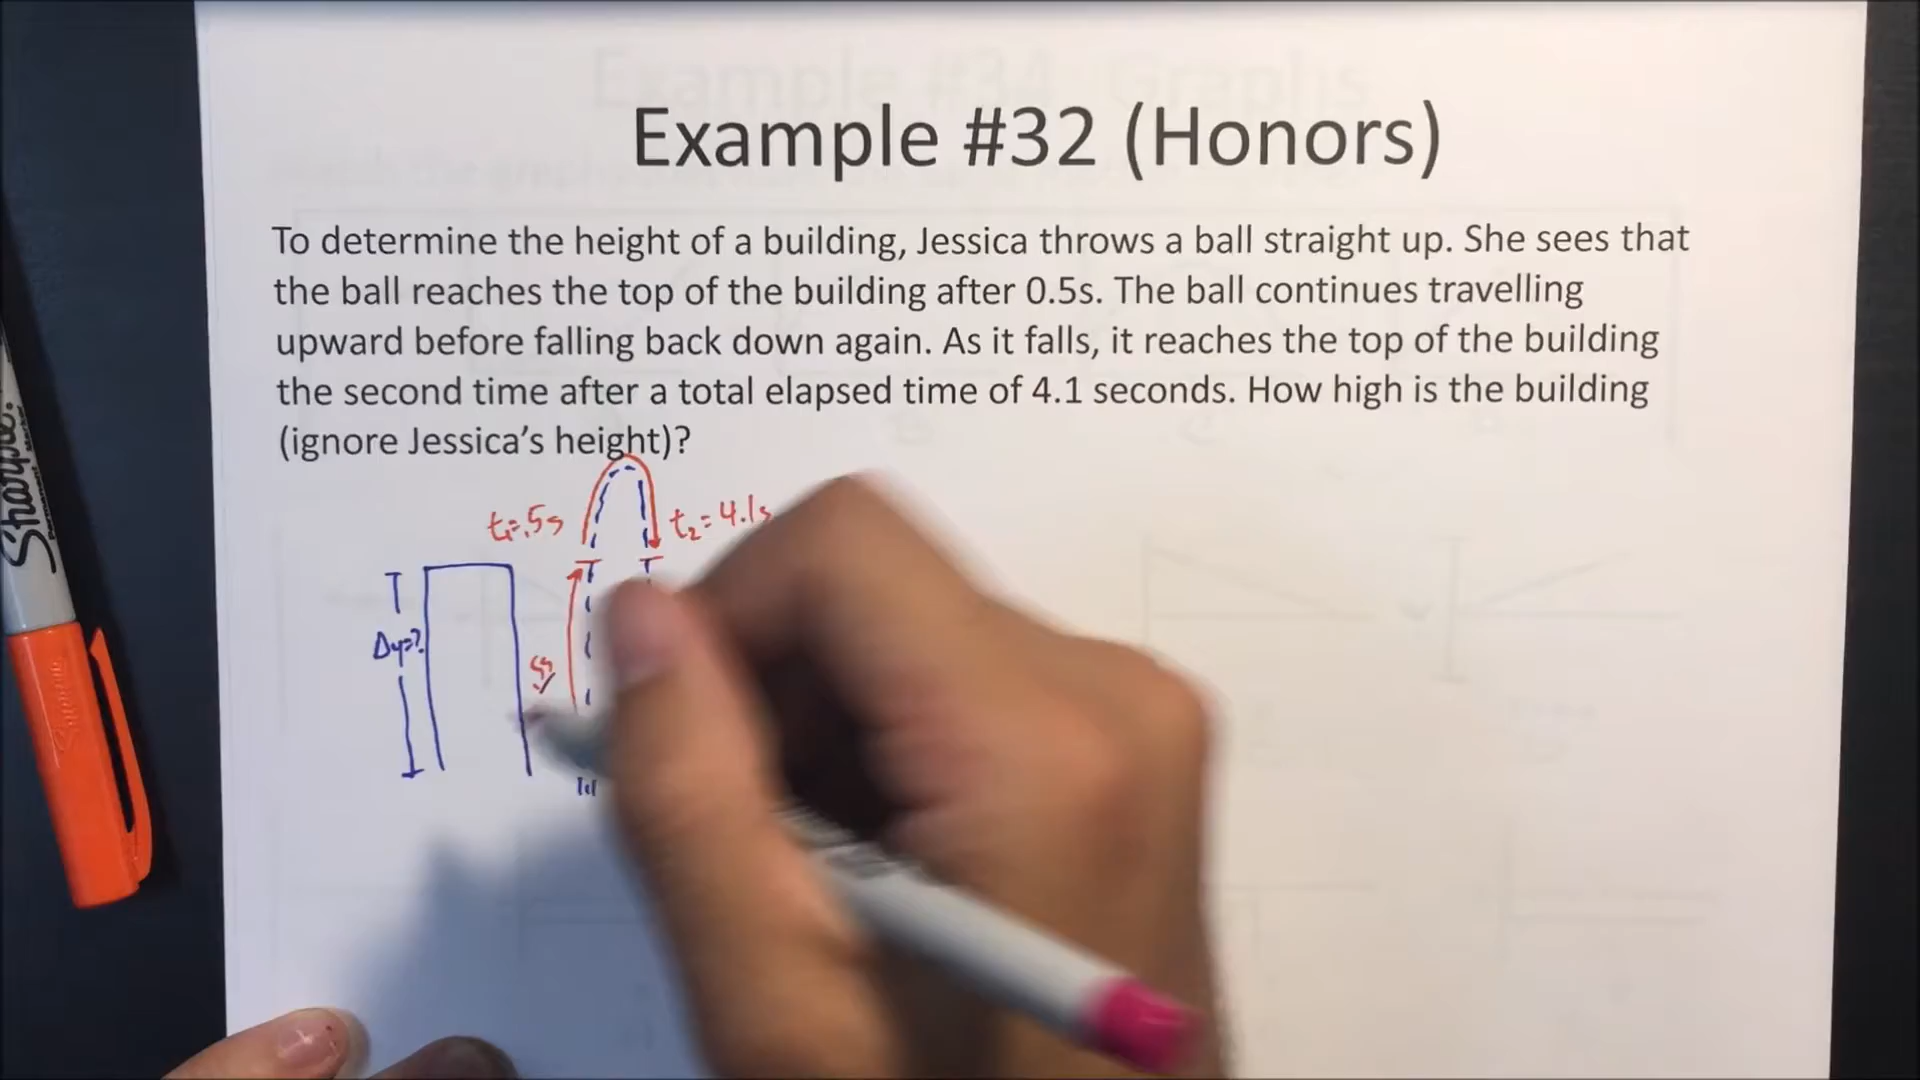 Example #32 (Honors)
To determine the height of a building, Jessica throws a ball straight up. She sees that
the ball reaches the top of the building after 0.5s. The ball continues travelling
upward before falling back down again. As it falls, it reaches the top of the building
the second time after a total elapsed time of 4.1 seconds. How high is the building
(ignore Jessica's height)?
t₁=.5s
t₂=4.1s
Δy=?
Sharpie.